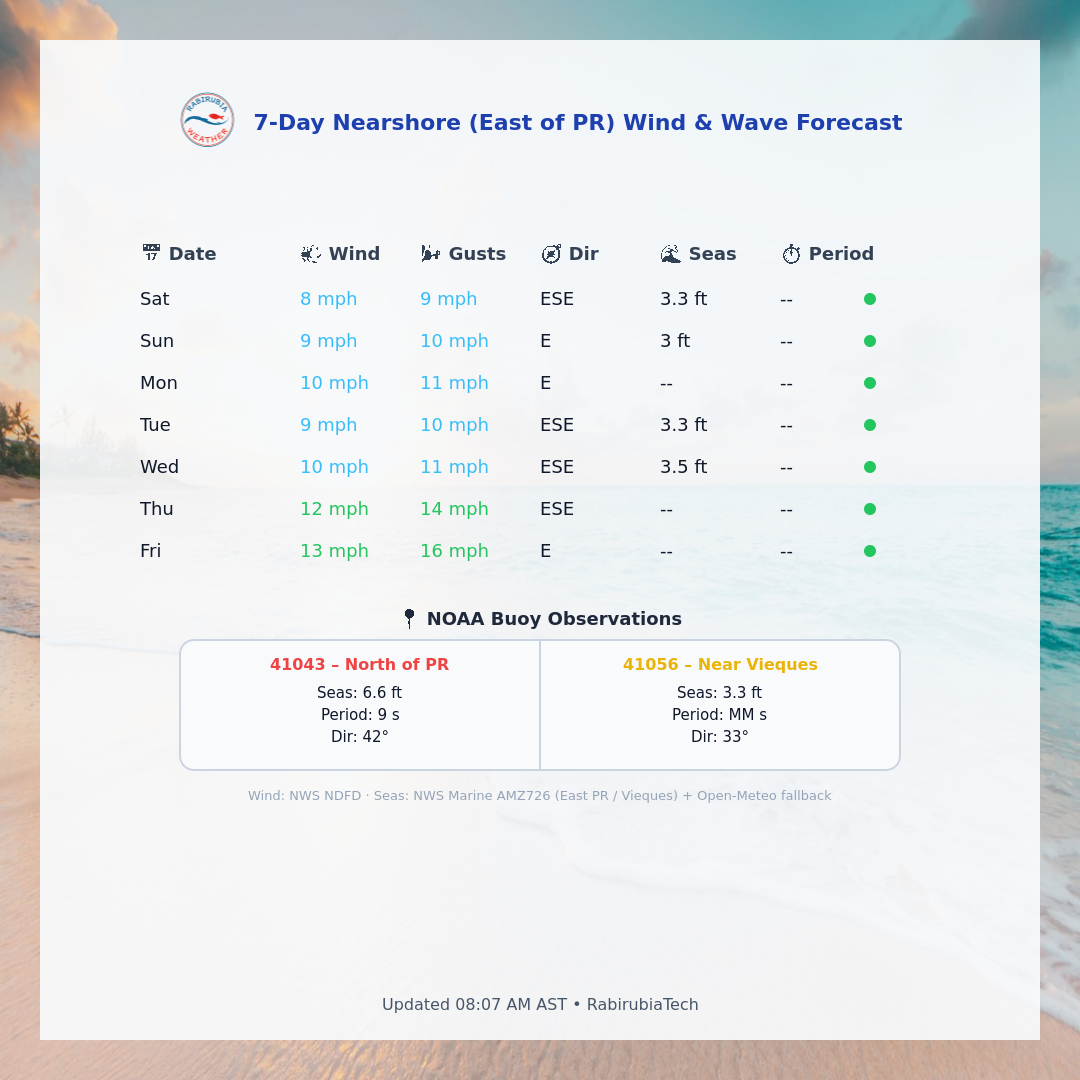 RABIRUBIA
WEATHER
7-Day Nearshore (East of PR) Wind & Wave Forecast
17 Date Wind Gusts Dir Seas Period
Sat 8 mph 9 mph ESE 3.3 ft --
Sun 9 mph 10 mph E 3 ft --
Mon 10 mph 11 mph E -- --
Tue 9 mph 10 mph ESE 3.3 ft --
Wed 10 mph 11 mph ESE 3.5 ft --
Thu 12 mph 14 mph ESE -- --
Fri 13 mph 16 mph E -- --
NOAA Buoy Observations
41043 – North of PR
Seas: 6.6 ft
Period: 9 s
Dir: 42°
41056 – Near Vieques
Seas: 3.3 ft
Period: MM s
Dir: 33°
Wind: NWS NDFD · Seas: NWS Marine AMZ726 (East PR / Vieques) + Open-Meteo fallback
Updated 08:07 AM AST • RabirubiaTech